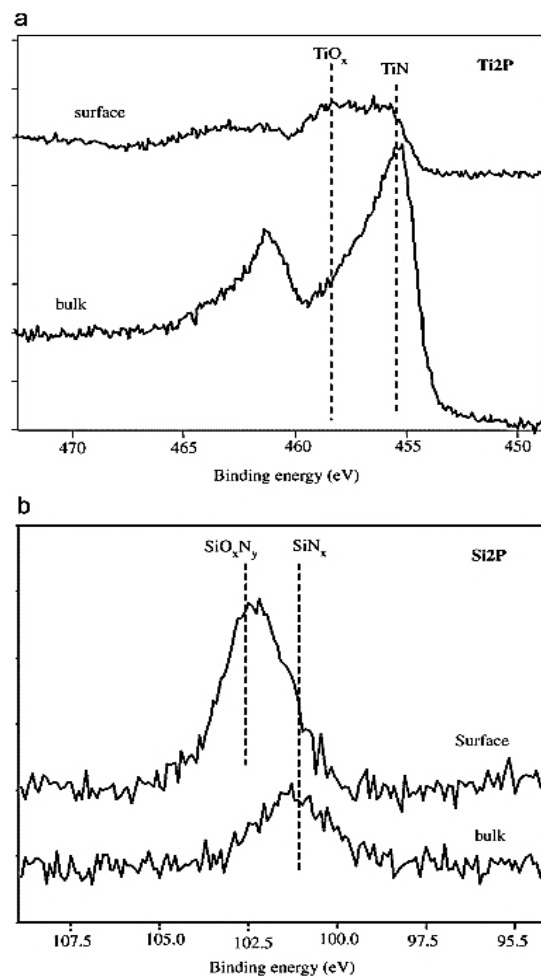 a
TiOx TiN Ti2P
surface
bulk
470 465 460 455 450
Binding energy (eV)
b
SiOxNy SiNx Si2P
Surface
bulk
107.5 105.0 102.5 100.0 97.5 95.5
Binding energy (eV)